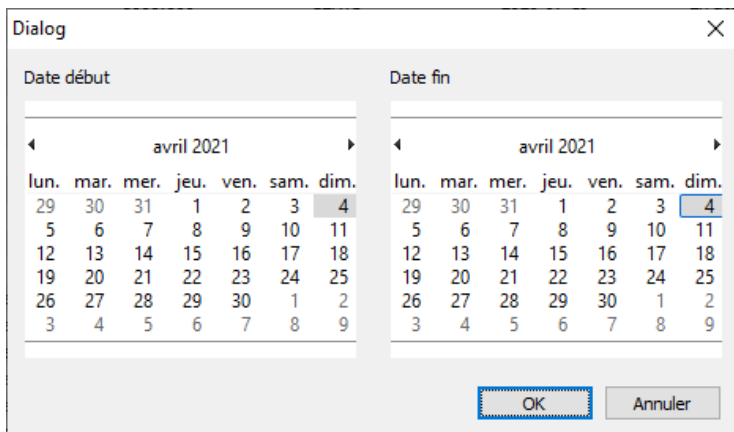 Dialog
Date début
Date fin
avril 2021
lun. mar. mer. jeu. ven. sam. dim.
29 30 31 1 2 3 4
5 6 7 8 9 10 11
12 13 14 15 16 17 18
19 20 21 22 23 24 25
26 27 28 29 30 1 2
3 4 5 6 7 8 9
avril 2021
lun. mar. mer. jeu. ven. sam. dim.
29 30 31 1 2 3 4
5 6 7 8 9 10 11
12 13 14 15 16 17 18
19 20 21 22 23 24 25
26 27 28 29 30 1 2
3 4 5 6 7 8 9
OK
Annuler